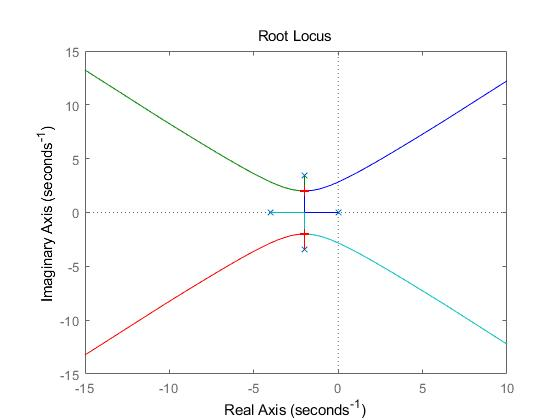 Root Locus
Imaginary Axis (seconds⁻¹)
15
10
5
0
-5
-10
-15
-15 -10 -5 0 5 10
Real Axis (seconds⁻¹)